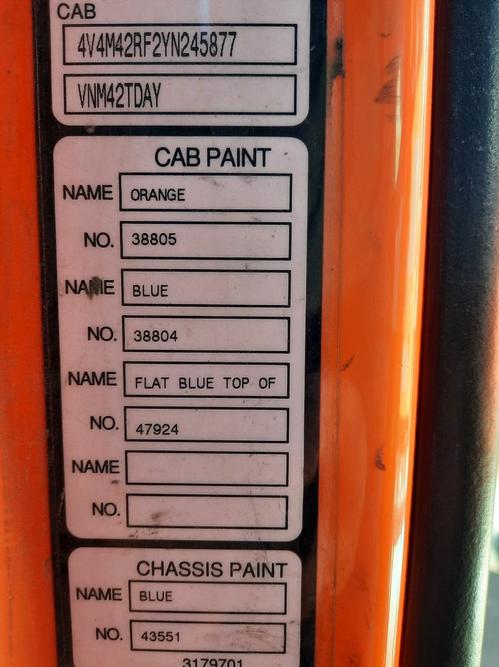 CAB
4V4M42RF2YN245877
VNM42TDAY
CAB PAINT
NAME ORANGE
NO. 38805
NAME BLUE
NO. 38804
NAME FLAT BLUE TOP OF
NO. 47924
NAME
NO.
CHASSIS PAINT
NAME BLUE
NO. 43551
3179701